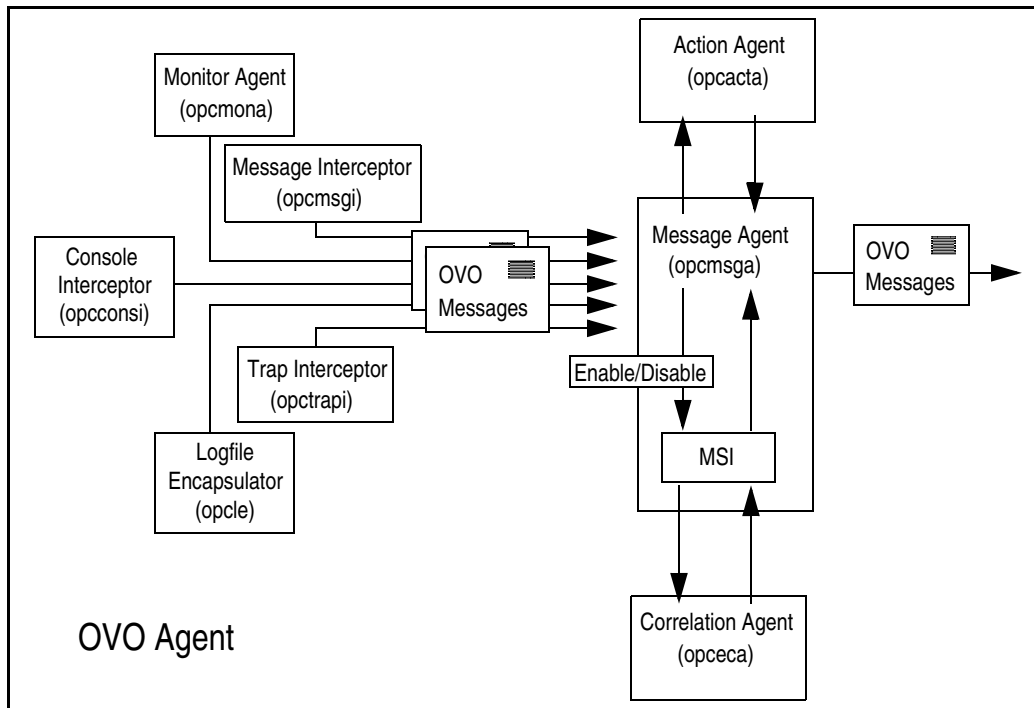 Action Agent
(opcacta)
Monitor Agent
(opcmona)
Message Interceptor
(opcmsgi)
Message Agent
(opcmsga)
OVO
Messages
Console
Interceptor
(opcconsi)
OVO
Messages
Trap Interceptor
(opctrapi)
Enable/Disable
Logfile
Encapsulator
(opcle)
MSI
Correlation Agent
(opceca)
OVO Agent